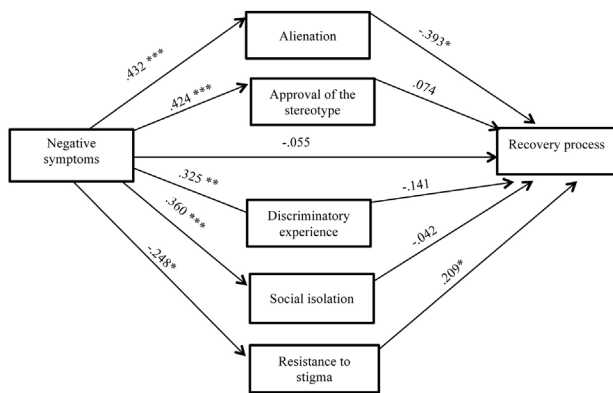 Alienation
-.393*
.432 ***
Approval of the
stereotype
.424 ***
.074
Negative
symptoms
-.055
Recovery process
.325 **
-.141
Discriminatory
experience
.360 ***
-.042
Social isolation
-.248*
.209*
Resistance to
stigma